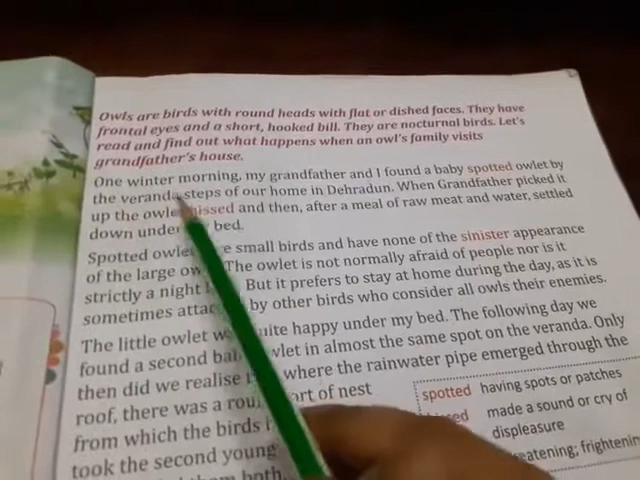 Owls are birds with round heads with flat or dished faces. They have
frontal eyes and a short, hooked bill. They are nocturnal birds. Let's
read and find out what happens when an owl's family visits
grandfather's house.
One winter morning, my grandfather and I found a baby spotted owlet by
the veranda steps of our home in Dehradun. When Grandfather picked it
up the owlet hissed and then, after a meal of raw meat and water, settled
down under my bed.
Spotted owlets are small birds and have none of the sinister appearance
of the large The owlet is not normally afraid of people nor is it
strictly a night But it prefers to stay at home during the day, as it is
sometimes by other birds who consider all owls their enemies.
The little owlet quite happy under my bed. The following day we
found a second baby owlet in almost the same spot on the veranda. Only
then did we realise where the rainwater pipe emerged through the
roof, there was a of nest
from which the birds
took the second young
both
spotted having spots or patches
made a sound or cry of
displeasure
frightening